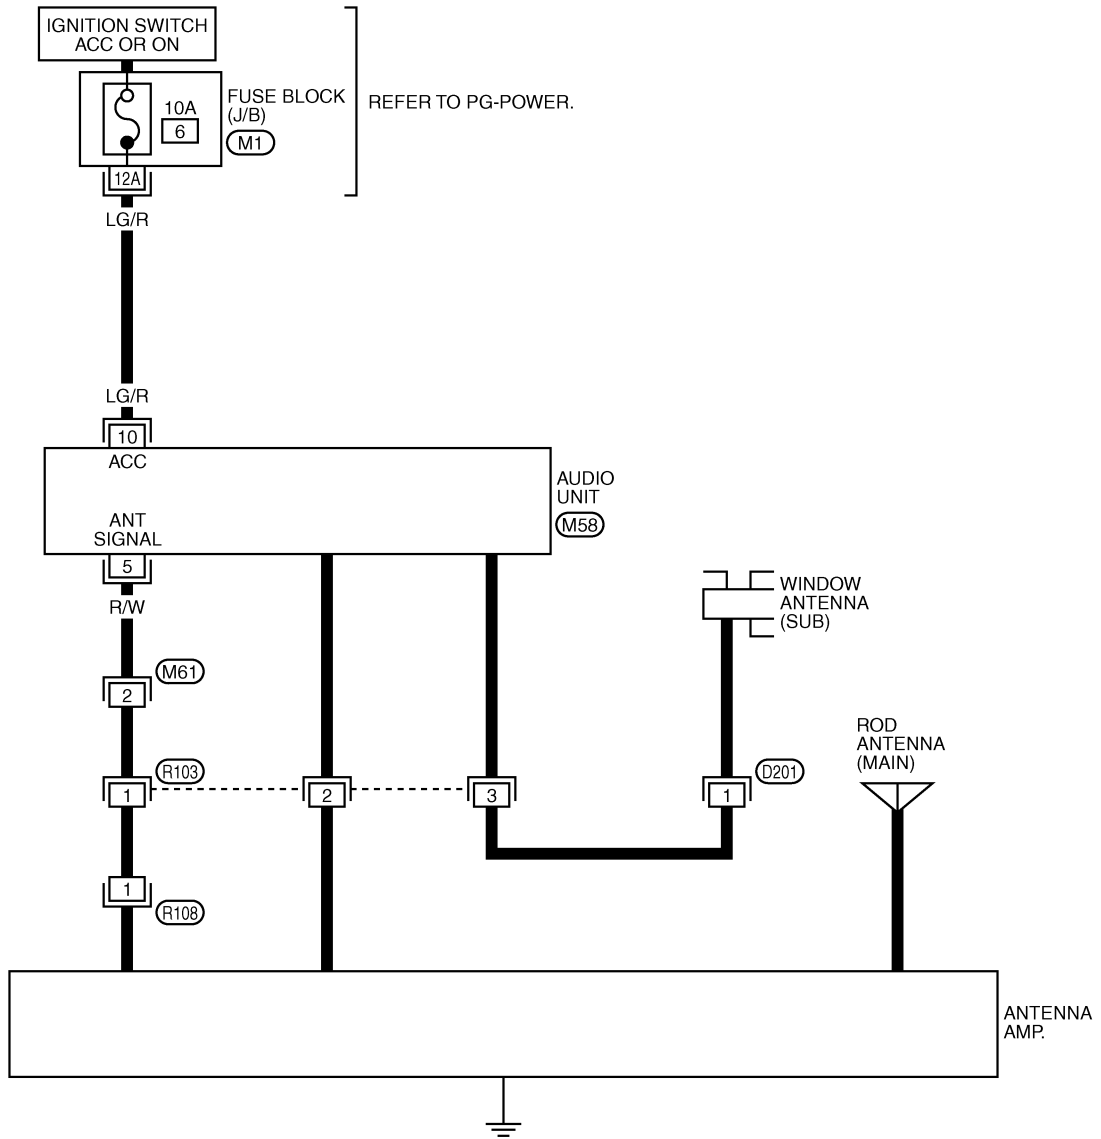 IGNITION SWITCH
ACC OR ON
10A
6
FUSE BLOCK
(J/B)
M1
REFER TO PG-POWER.
12A
LG/R
LG/R
10
ACC
AUDIO
UNIT
M58
ANT
SIGNAL
5
R/W
WINDOW
ANTENNA
(SUB)
M61
2
ROD
ANTENNA
(MAIN)
R103
1
2
3
1
D201
1
R108
ANTENNA
AMP.